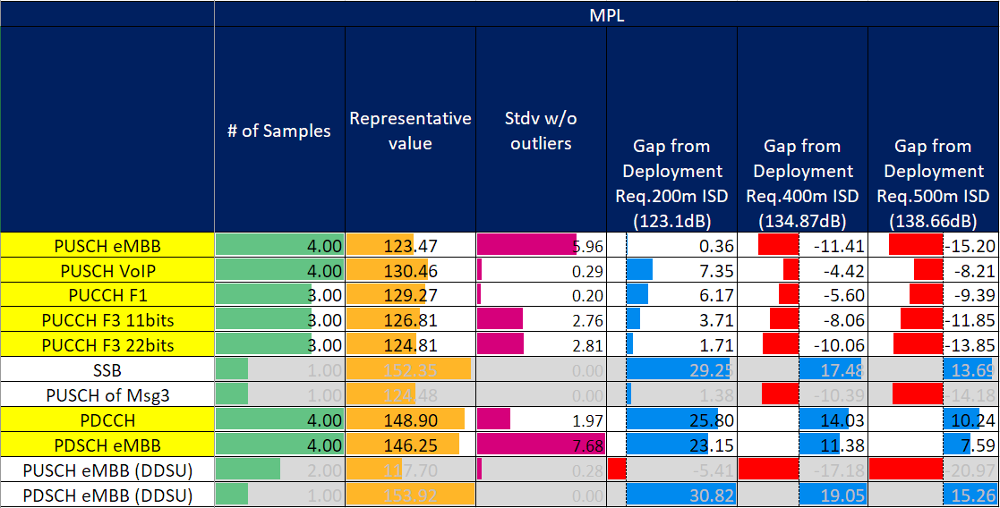 MPL
# of Samples
Representative value
Stdv w/o outliers
Gap from Deployment Req.200m ISD (123.1dB)
Gap from Deployment Req.400m ISD (134.87dB)
Gap from Deployment Req.500m ISD (138.66dB)
PUSCH eMBB 4.00 123.47 5.96 0.36 -11.41 -15.20
PUSCH VoIP 4.00 130.46 0.29 7.35 -4.42 -8.21
PUCCH F1 3.00 129.27 0.20 6.17 -5.60 -9.39
PUCCH F3 11bits 3.00 126.81 2.76 3.71 -8.06 -11.85
PUCCH F3 22bits 3.00 124.81 2.81 1.71 -10.06 -13.85
SSB 1.00 152.35 0.00 29.25 17.48 13.69
PUSCH of Msg3 1.00 124.48 0.00 1.38 -10.39 -14.18
PDCCH 4.00 148.90 1.97 25.80 14.03 10.24
PDSCH eMBB 4.00 146.25 7.68 23.15 11.38 7.59
PUSCH eMBB (DDSU) 2.00 117.70 0.28 -5.41 -17.18 -20.97
PDSCH eMBB (DDSU) 1.00 153.92 0.00 30.82 19.05 15.26